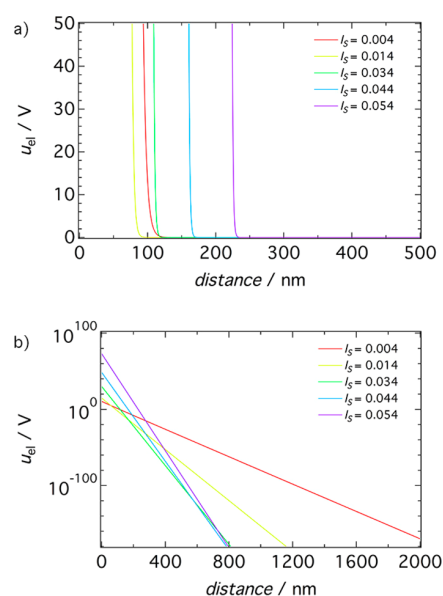 a)
50
40
30
20
10
0
u_el / V
I_S = 0.004
I_S = 0.014
I_S = 0.034
I_S = 0.044
I_S = 0.054
0 100 200 300 400 500
distance / nm
b)
10^100
10^0
10^-100
u_el / V
I_S = 0.004
I_S = 0.014
I_S = 0.034
I_S = 0.044
I_S = 0.054
0 400 800 1200 1600 2000
distance / nm